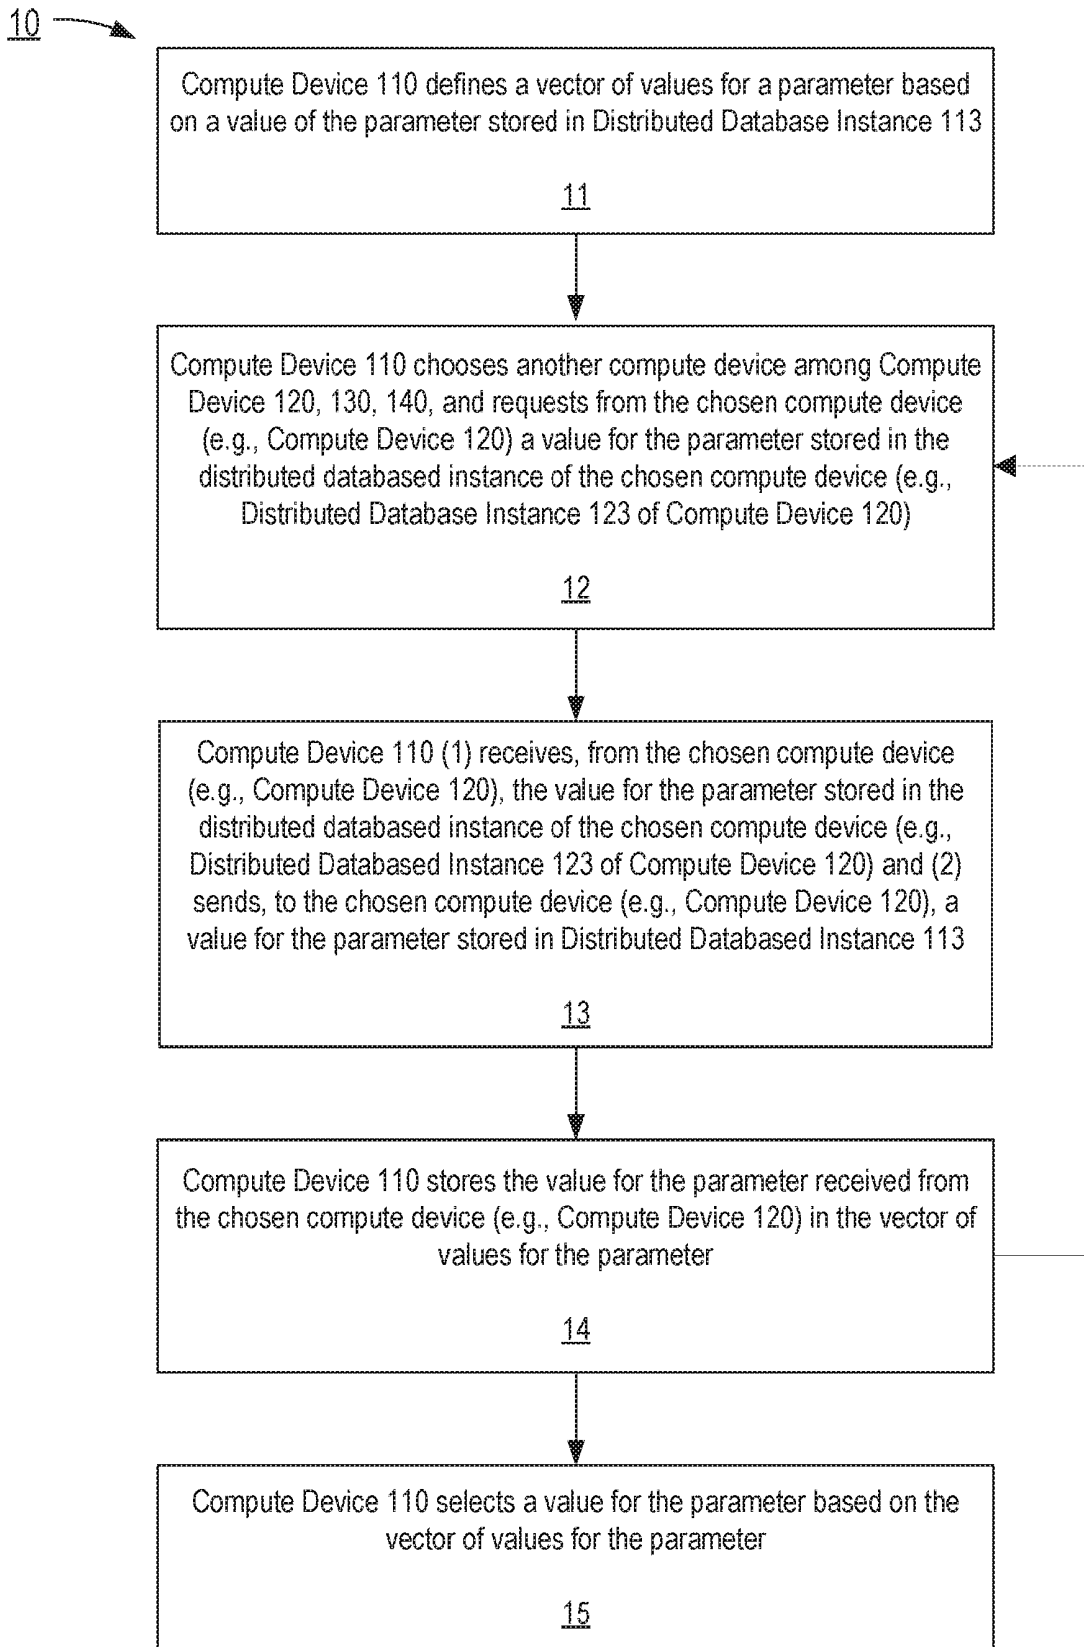 10
Compute Device 110 defines a vector of values for a parameter based
on a value of the parameter stored in Distributed Database Instance 113
11
Compute Device 110 chooses another compute device among Compute
Device 120, 130, 140, and requests from the chosen compute device
(e.g., Compute Device 120) a value for the parameter stored in the
distributed databased instance of the chosen compute device (e.g.,
Distributed Database Instance 123 of Compute Device 120)
12
Compute Device 110 (1) receives, from the chosen compute device
(e.g., Compute Device 120), the value for the parameter stored in the
distributed databased instance of the chosen compute device (e.g.,
Distributed Databased Instance 123 of Compute Device 120) and (2)
sends, to the chosen compute device (e.g., Compute Device 120), a
value for the parameter stored in Distributed Databased Instance 113
13
Compute Device 110 stores the value for the parameter received from
the chosen compute device (e.g., Compute Device 120) in the vector of
values for the parameter
14
Compute Device 110 selects a value for the parameter based on the
vector of values for the parameter
15